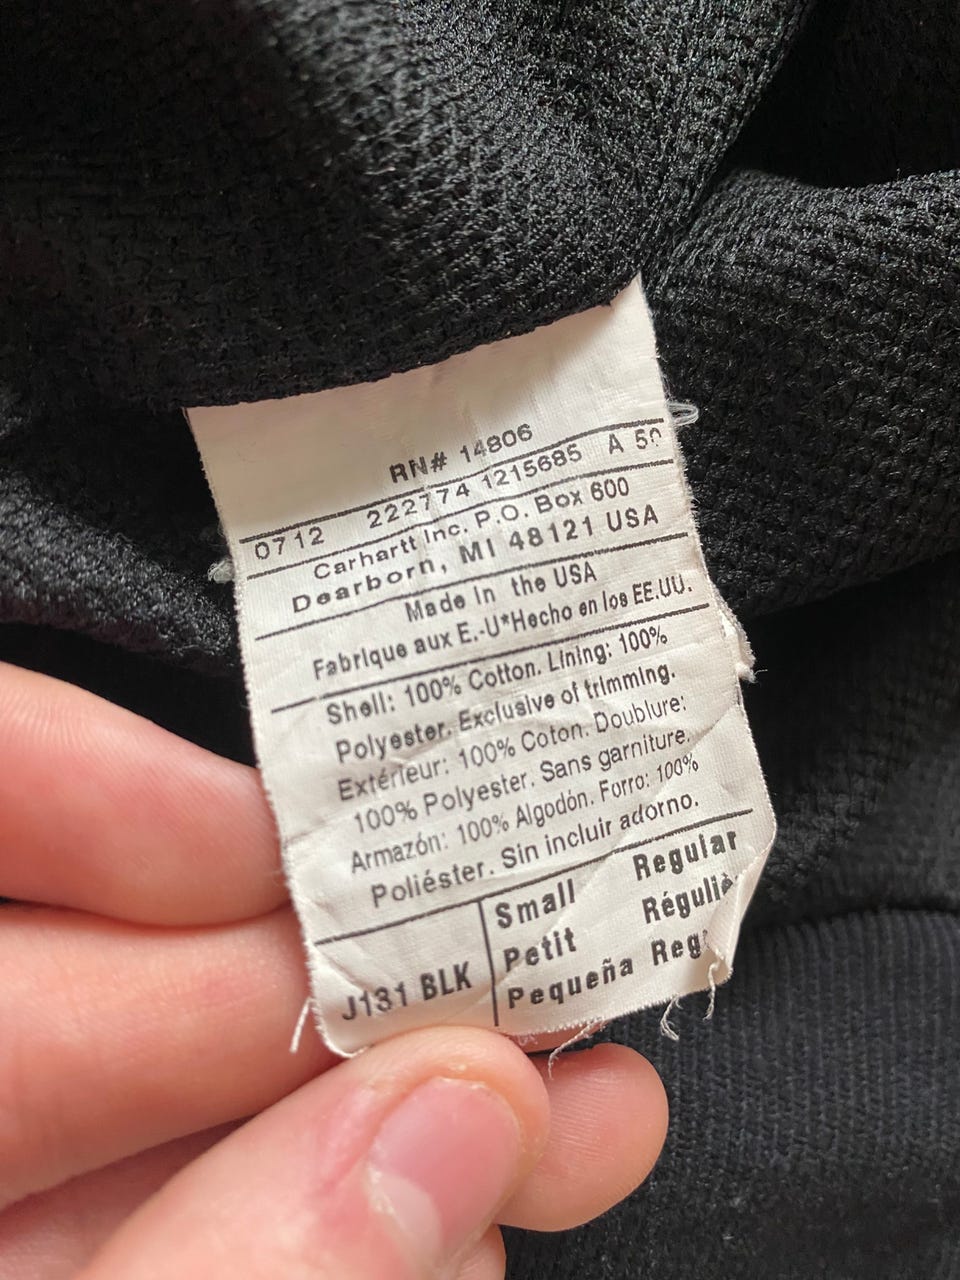 RN# 14806
0712 222774 1215685 A
Carhartt Inc. P.O. Box 600
Dearborn, MI 48121 USA
Made In the USA
Fabrique aux E.-U*Hecho en los EE.UU.
Shell: 100% Cotton. Lining: 100%
Polyester. Exclusive of trimming.
Extérieur: 100% Coton. Doublure:
100% Polyester. Sans garniture.
Armazón: 100% Algodón. Forro: 100%
Poliéster. Sin incluir adorno.
J131 BLK
Small Regular
Petit
Pequeña